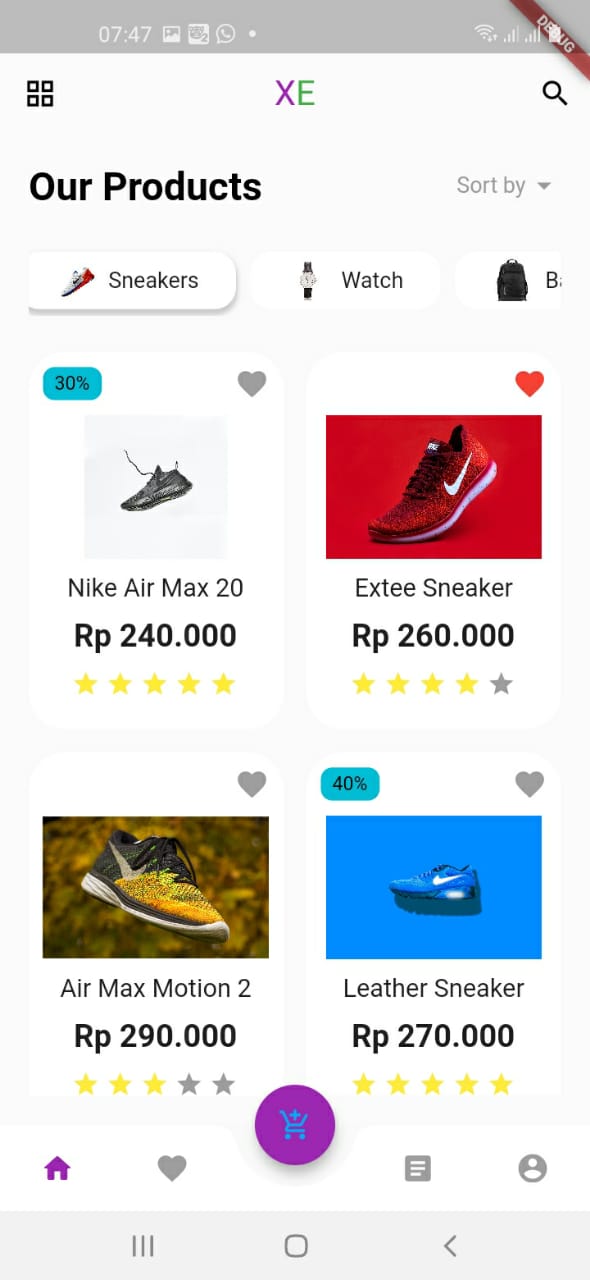 07:47
DEBUG
XE
Our Products
Sort by
Sneakers
Watch
30%
Nike Air Max 20
Extee Sneaker
Rp 240.000
Rp 260.000
40%
Air Max Motion 2
Leather Sneaker
Rp 290.000
Rp 270.000